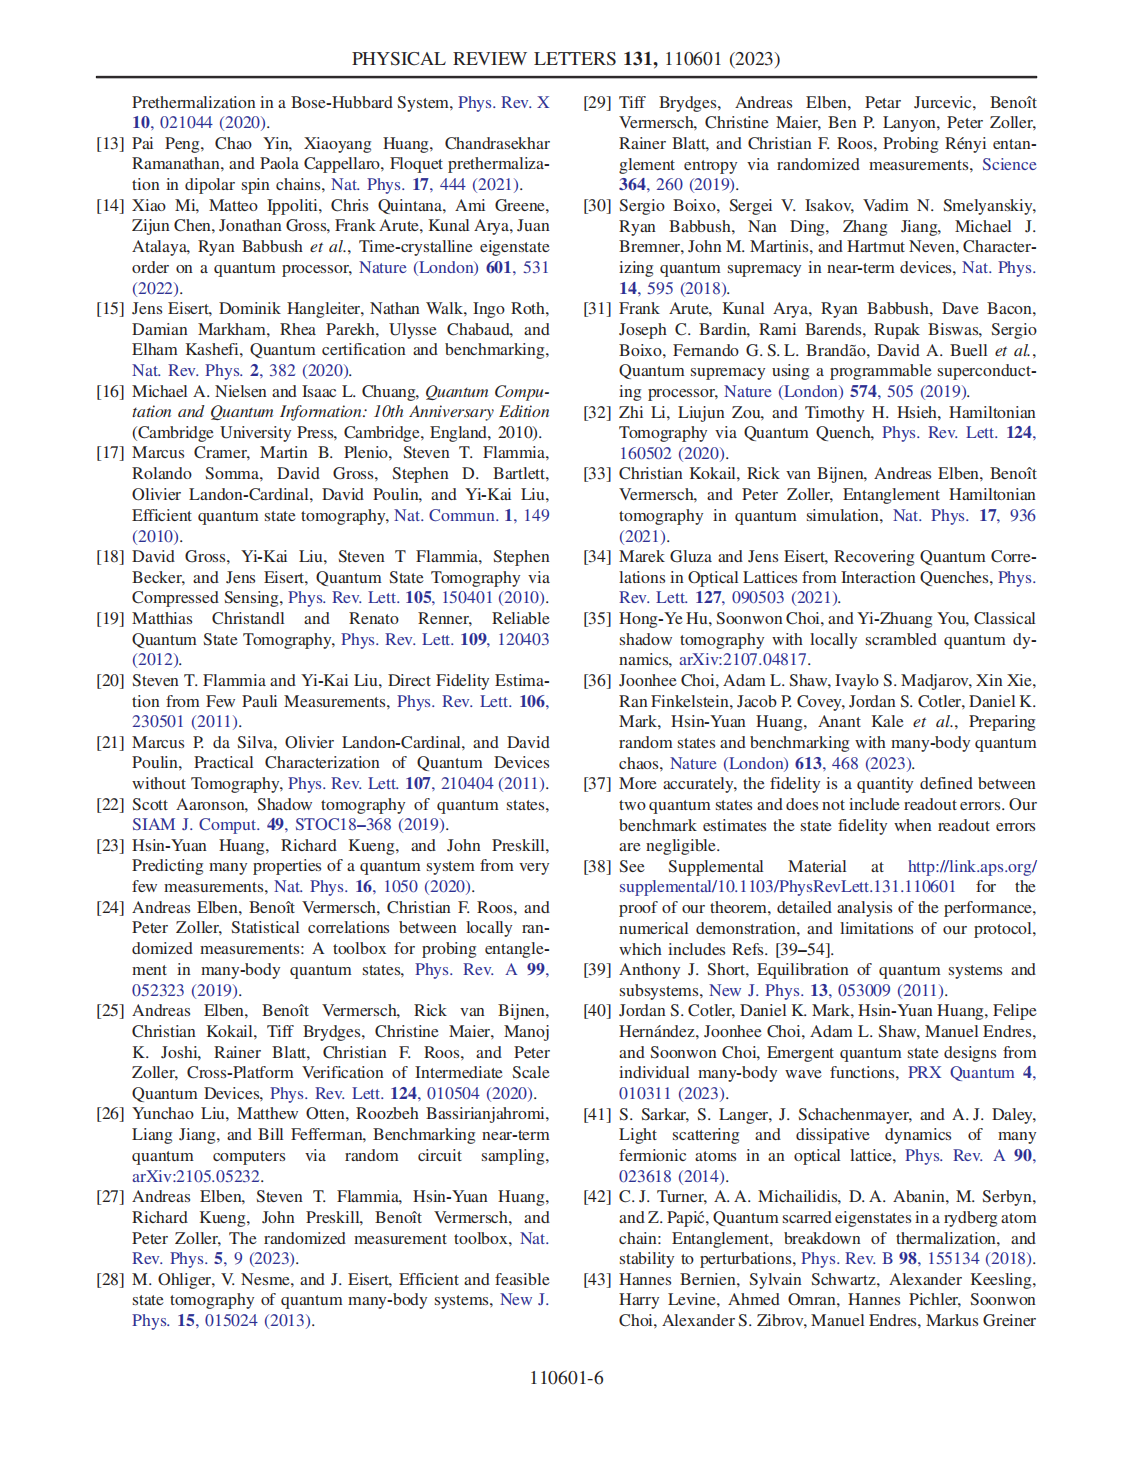 PHYSICAL REVIEW LETTERS 131, 110601 (2023)
Prethermalization in a Bose-Hubbard System, Phys. Rev. X
10, 021044 (2020).
[13] Pai Peng, Chao Yin, Xiaoyang Huang, Chandrasekhar
Ramanathan, and Paola Cappellaro, Floquet prethermaliza-
tion in dipolar spin chains, Nat. Phys. 17, 444 (2021).
[14] Xiao Mi, Matteo Ippoliti, Chris Quintana, Ami Greene,
Zijun Chen, Jonathan Gross, Frank Arute, Kunal Arya, Juan
Atalaya, Ryan Babbush et al., Time-crystalline eigenstate
order on a quantum processor, Nature (London) 601, 531
(2022).
[15] Jens Eisert, Dominik Hangleiter, Nathan Walk, Ingo Roth,
Damian Markham, Rhea Parekh, Ulysse Chabaud, and
Elham Kashefi, Quantum certification and benchmarking,
Nat. Rev. Phys. 2, 382 (2020).
[16] Michael A. Nielsen and Isaac L. Chuang, Quantum Compu-
tation and Quantum Information: 10th Anniversary Edition
(Cambridge University Press, Cambridge, England, 2010).
[17] Marcus Cramer, Martin B. Plenio, Steven T. Flammia,
Rolando Somma, David Gross, Stephen D. Bartlett,
Olivier Landon-Cardinal, David Poulin, and Yi-Kai Liu,
Efficient quantum state tomography, Nat. Commun. 1, 149
(2010).
[18] David Gross, Yi-Kai Liu, Steven T Flammia, Stephen
Becker, and Jens Eisert, Quantum State Tomography via
Compressed Sensing, Phys. Rev. Lett. 105, 150401 (2010).
[19] Matthias Christandl and Renato Renner, Reliable
Quantum State Tomography, Phys. Rev. Lett. 109, 120403
(2012).
[20] Steven T. Flammia and Yi-Kai Liu, Direct Fidelity Estima-
tion from Few Pauli Measurements, Phys. Rev. Lett. 106,
230501 (2011).
[21] Marcus P. da Silva, Olivier Landon-Cardinal, and David
Poulin, Practical Characterization of Quantum Devices
without Tomography, Phys. Rev. Lett. 107, 210404 (2011).
[22] Scott Aaronson, Shadow tomography of quantum states,
SIAM J. Comput. 49, STOC18–368 (2019).
[23] Hsin-Yuan Huang, Richard Kueng, and John Preskill,
Predicting many properties of a quantum system from very
few measurements, Nat. Phys. 16, 1050 (2020).
[24] Andreas Elben, Benoît Vermersch, Christian F. Roos, and
Peter Zoller, Statistical correlations between locally ran-
domized measurements: A toolbox for probing entangle-
ment in many-body quantum states, Phys. Rev. A 99,
052323 (2019).
[25] Andreas Elben, Benoît Vermersch, Rick van Bijnen,
Christian Kokail, Tiff Brydges, Christine Maier, Manoj
K. Joshi, Rainer Blatt, Christian F. Roos, and Peter
Zoller, Cross-Platform Verification of Intermediate Scale
Quantum Devices, Phys. Rev. Lett. 124, 010504 (2020).
[26] Yunchao Liu, Matthew Otten, Roozbeh Bassirianjahromi,
Liang Jiang, and Bill Fefferman, Benchmarking near-term
quantum computers via random circuit sampling,
arXiv:2105.05232.
[27] Andreas Elben, Steven T. Flammia, Hsin-Yuan Huang,
Richard Kueng, John Preskill, Benoît Vermersch, and
Peter Zoller, The randomized measurement toolbox, Nat.
Rev. Phys. 5, 9 (2023).
[28] M. Ohliger, V. Nesme, and J. Eisert, Efficient and feasible
state tomography of quantum many-body systems, New J.
Phys. 15, 015024 (2013).
[29] Tiff Brydges, Andreas Elben, Petar Jurcevic, Benoît
Vermersch, Christine Maier, Ben P. Lanyon, Peter Zoller,
Rainer Blatt, and Christian F. Roos, Probing Rényi entan-
glement entropy via randomized measurements, Science
364, 260 (2019).
[30] Sergio Boixo, Sergei V. Isakov, Vadim N. Smelyanskiy,
Ryan Babbush, Nan Ding, Zhang Jiang, Michael J.
Bremner, John M. Martinis, and Hartmut Neven, Character-
izing quantum supremacy in near-term devices, Nat. Phys.
14, 595 (2018).
[31] Frank Arute, Kunal Arya, Ryan Babbush, Dave Bacon,
Joseph C. Bardin, Rami Barends, Rupak Biswas, Sergio
Boixo, Fernando G. S. L. Brandão, David A. Buell et al.,
Quantum supremacy using a programmable superconduct-
ing processor, Nature (London) 574, 505 (2019).
[32] Zhi Li, Liujun Zou, and Timothy H. Hsieh, Hamiltonian
Tomography via Quantum Quench, Phys. Rev. Lett. 124,
160502 (2020).
[33] Christian Kokail, Rick van Bijnen, Andreas Elben, Benoît
Vermersch, and Peter Zoller, Entanglement Hamiltonian
tomography in quantum simulation, Nat. Phys. 17, 936
(2021).
[34] Marek Gluza and Jens Eisert, Recovering Quantum Corre-
lations in Optical Lattices from Interaction Quenches, Phys.
Rev. Lett. 127, 090503 (2021).
[35] Hong-Ye Hu, Soonwon Choi, and Yi-Zhuang You, Classical
shadow tomography with locally scrambled quantum dy-
namics, arXiv:2107.04817.
[36] Joonhee Choi, Adam L. Shaw, Ivaylo S. Madjarov, Xin Xie,
Ran Finkelstein, Jacob P. Covey, Jordan S. Cotler, Daniel K.
Mark, Hsin-Yuan Huang, Anant Kale et al., Preparing
random states and benchmarking with many-body quantum
chaos, Nature (London) 613, 468 (2023).
[37] More accurately, the fidelity is a quantity defined between
two quantum states and does not include readout errors. Our
benchmark estimates the state fidelity when readout errors
are negligible.
[38] See Supplemental Material at http://link.aps.org/
supplemental/10.1103/PhysRevLett.131.110601 for the
proof of our theorem, detailed analysis of the performance,
numerical demonstration, and limitations of our protocol,
which includes Refs. [39–54].
[39] Anthony J. Short, Equilibration of quantum systems and
subsystems, New J. Phys. 13, 053009 (2011).
[40] Jordan S. Cotler, Daniel K. Mark, Hsin-Yuan Huang, Felipe
Hernández, Joonhee Choi, Adam L. Shaw, Manuel Endres,
and Soonwon Choi, Emergent quantum state designs from
individual many-body wave functions, PRX Quantum 4,
010311 (2023).
[41] S. Sarkar, S. Langer, J. Schachenmayer, and A. J. Daley,
Light scattering and dissipative dynamics of many
fermionic atoms in an optical lattice, Phys. Rev. A 90,
023618 (2014).
[42] C. J. Turner, A. A. Michailidis, D. A. Abanin, M. Serbyn,
and Z. Papić, Quantum scarred eigenstates in a rydberg atom
chain: Entanglement, breakdown of thermalization, and
stability to perturbations, Phys. Rev. B 98, 155134 (2018).
[43] Hannes Bernien, Sylvain Schwartz, Alexander Keesling,
Harry Levine, Ahmed Omran, Hannes Pichler, Soonwon
Choi, Alexander S. Zibrov, Manuel Endres, Markus Greiner
110601-6